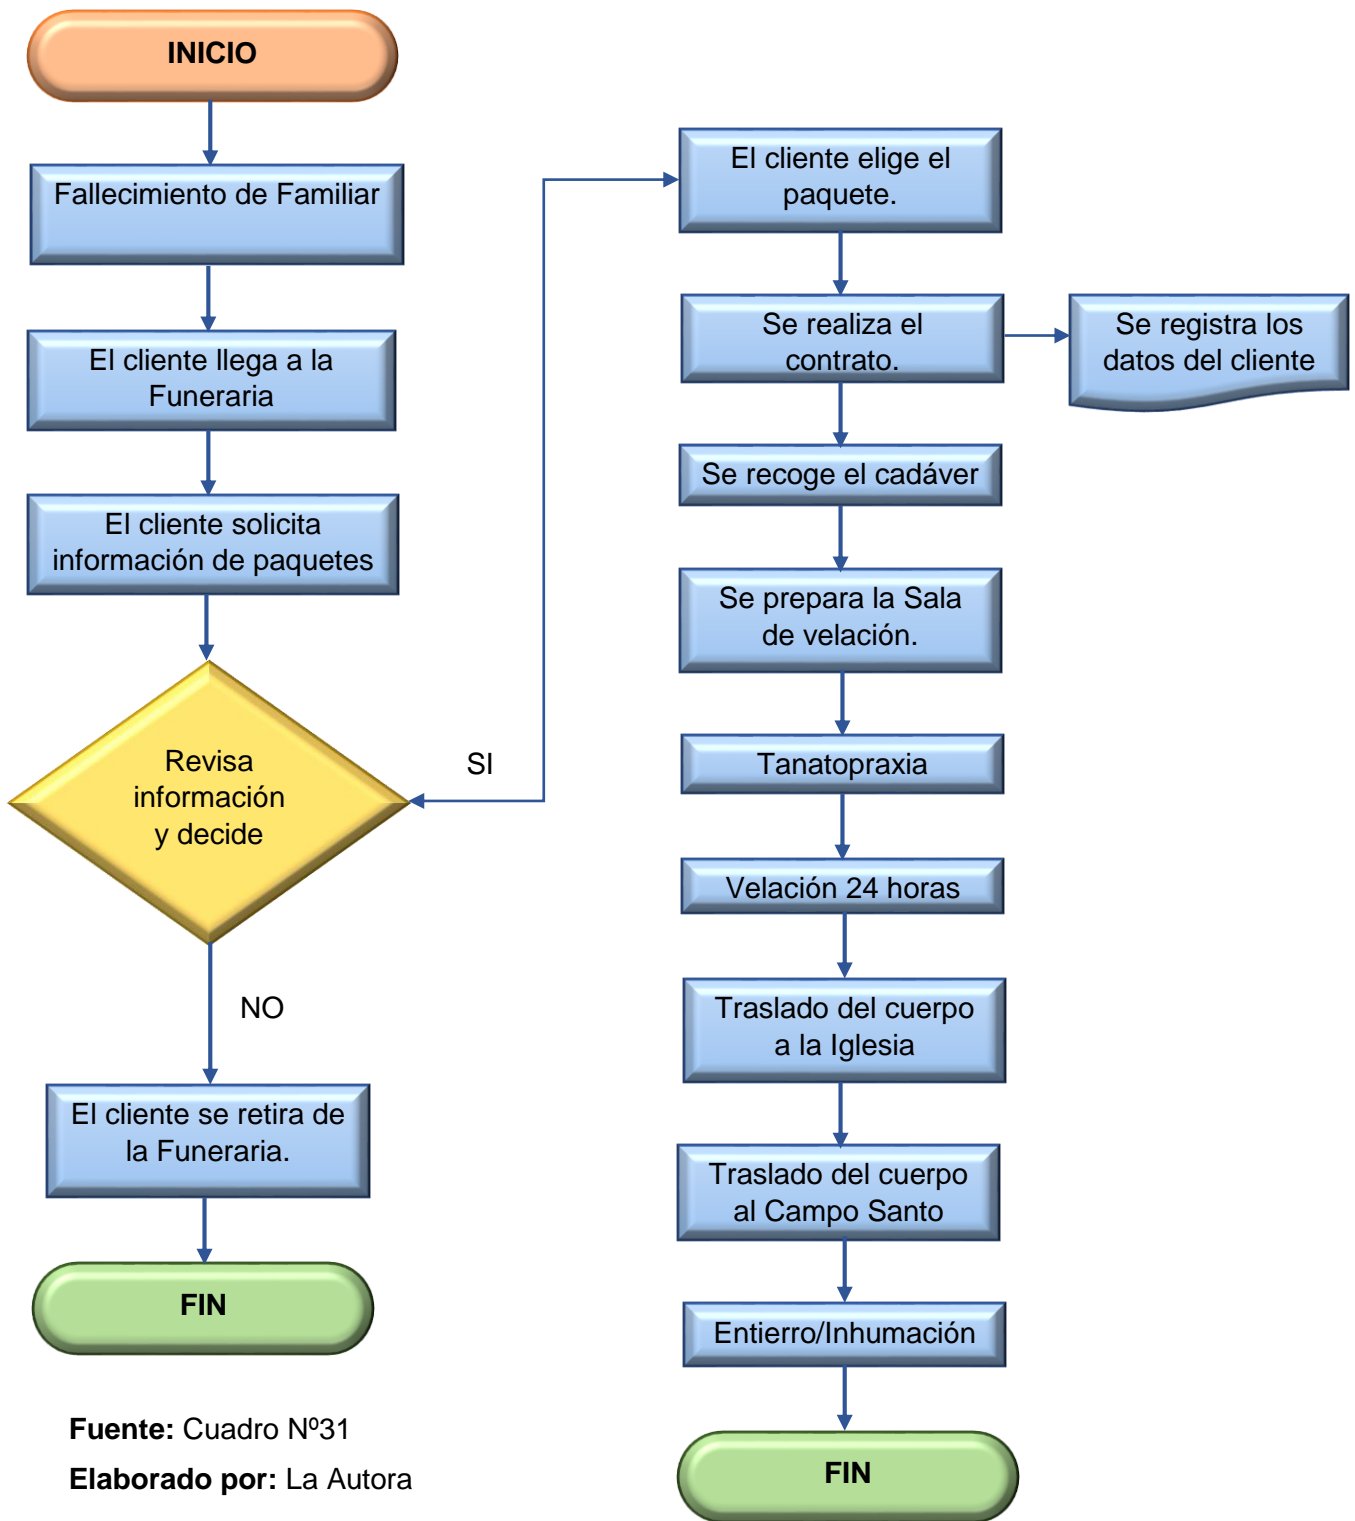 INICIO
Fallecimiento de Familiar
El cliente llega a la
Funeraria
El cliente solicita
información de paquetes
Revisa
información
y decide
SI
NO
El cliente se retira de
la Funeraria.
FIN
El cliente elige el
paquete.
Se realiza el
contrato.
Se registra los
datos del cliente
Se recoge el cadáver
Se prepara la Sala
de velación.
Tanatopraxia
Velación 24 horas
Traslado del cuerpo
a la Iglesia
Traslado del cuerpo
al Campo Santo
Entierro/Inhumación
FIN
Fuente: Cuadro Nº31
Elaborado por: La Autora